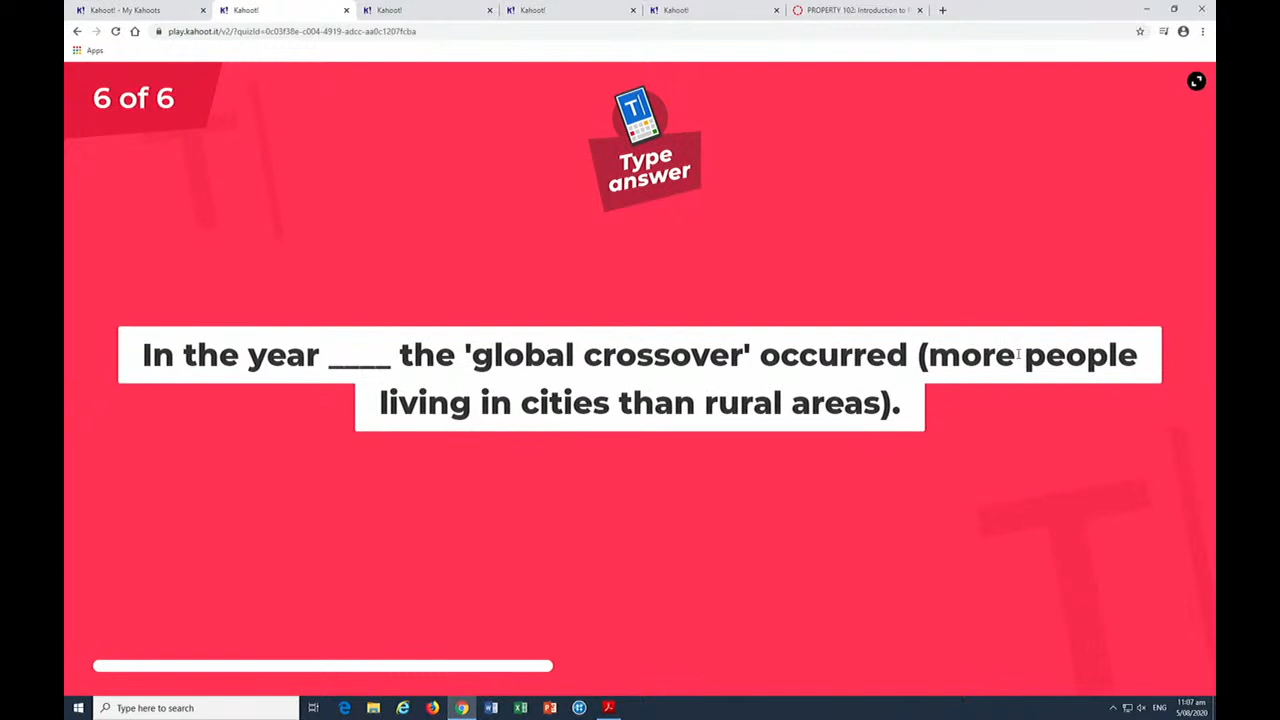 Kahoot! - My Kahoots
Kahoot!
Kahoot!
Kahoot!
Kahoot!
PROPERTY 102: Introduction to
play.kahoot.it/v2/?quizId=0c03f38e-c004-4919-adcc-aa0c1207fcba
Apps
6 of 6
Type
answer
In the year ____ the 'global crossover' occurred (more people
living in cities than rural areas).
Type here to search
ENG
11:07 am
5/08/2020